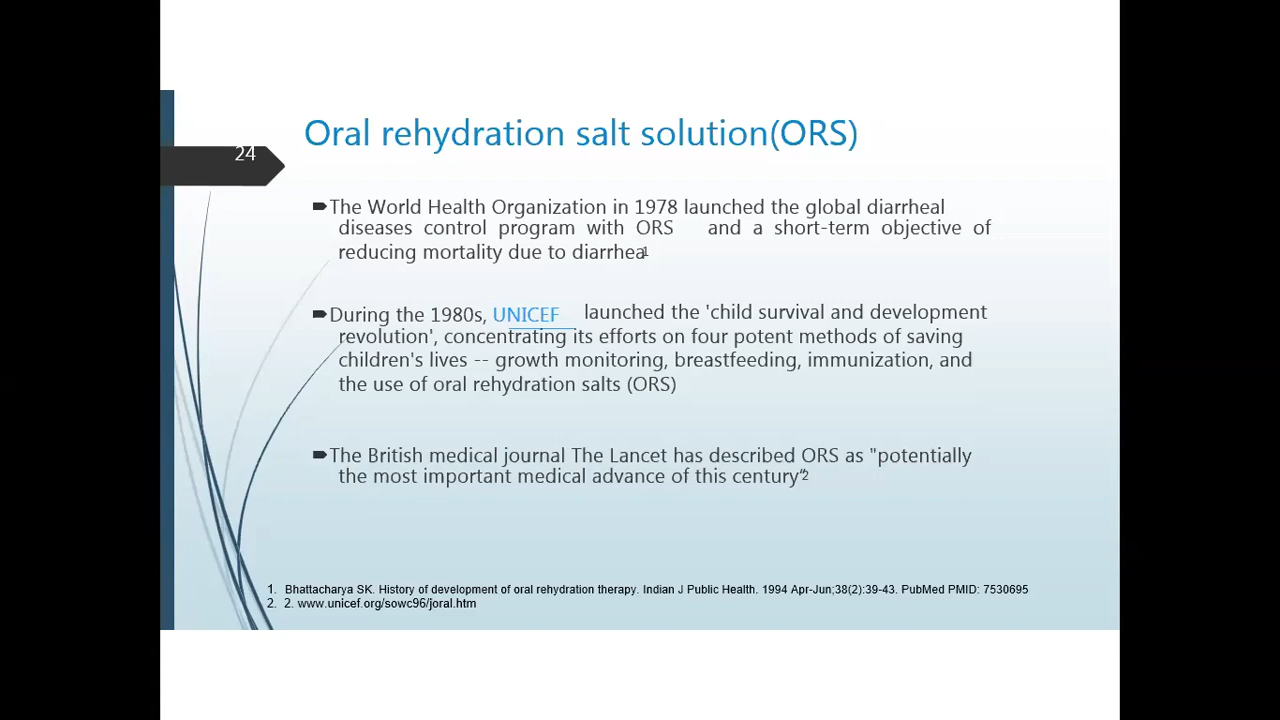 Oral rehydration salt solution(ORS)
24
The World Health Organization in 1978 launched the global diarrheal
diseases control program with ORS and a short-term objective of
reducing mortality due to diarrhea1
During the 1980s, UNICEF launched the 'child survival and development
revolution', concentrating its efforts on four potent methods of saving
children's lives -- growth monitoring, breastfeeding, immunization, and
the use of oral rehydration salts (ORS)
The British medical journal The Lancet has described ORS as "potentially
the most important medical advance of this century"2
1. Bhattacharya SK. History of development of oral rehydration therapy. Indian J Public Health. 1994 Apr-Jun;38(2):39-43. PubMed PMID: 7530695
2. 2. www.unicef.org/sowc96/joral.htm